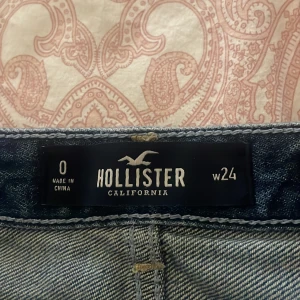 0
MADE IN
CHINA
HOLLISTER
CALIFORNIA
W24